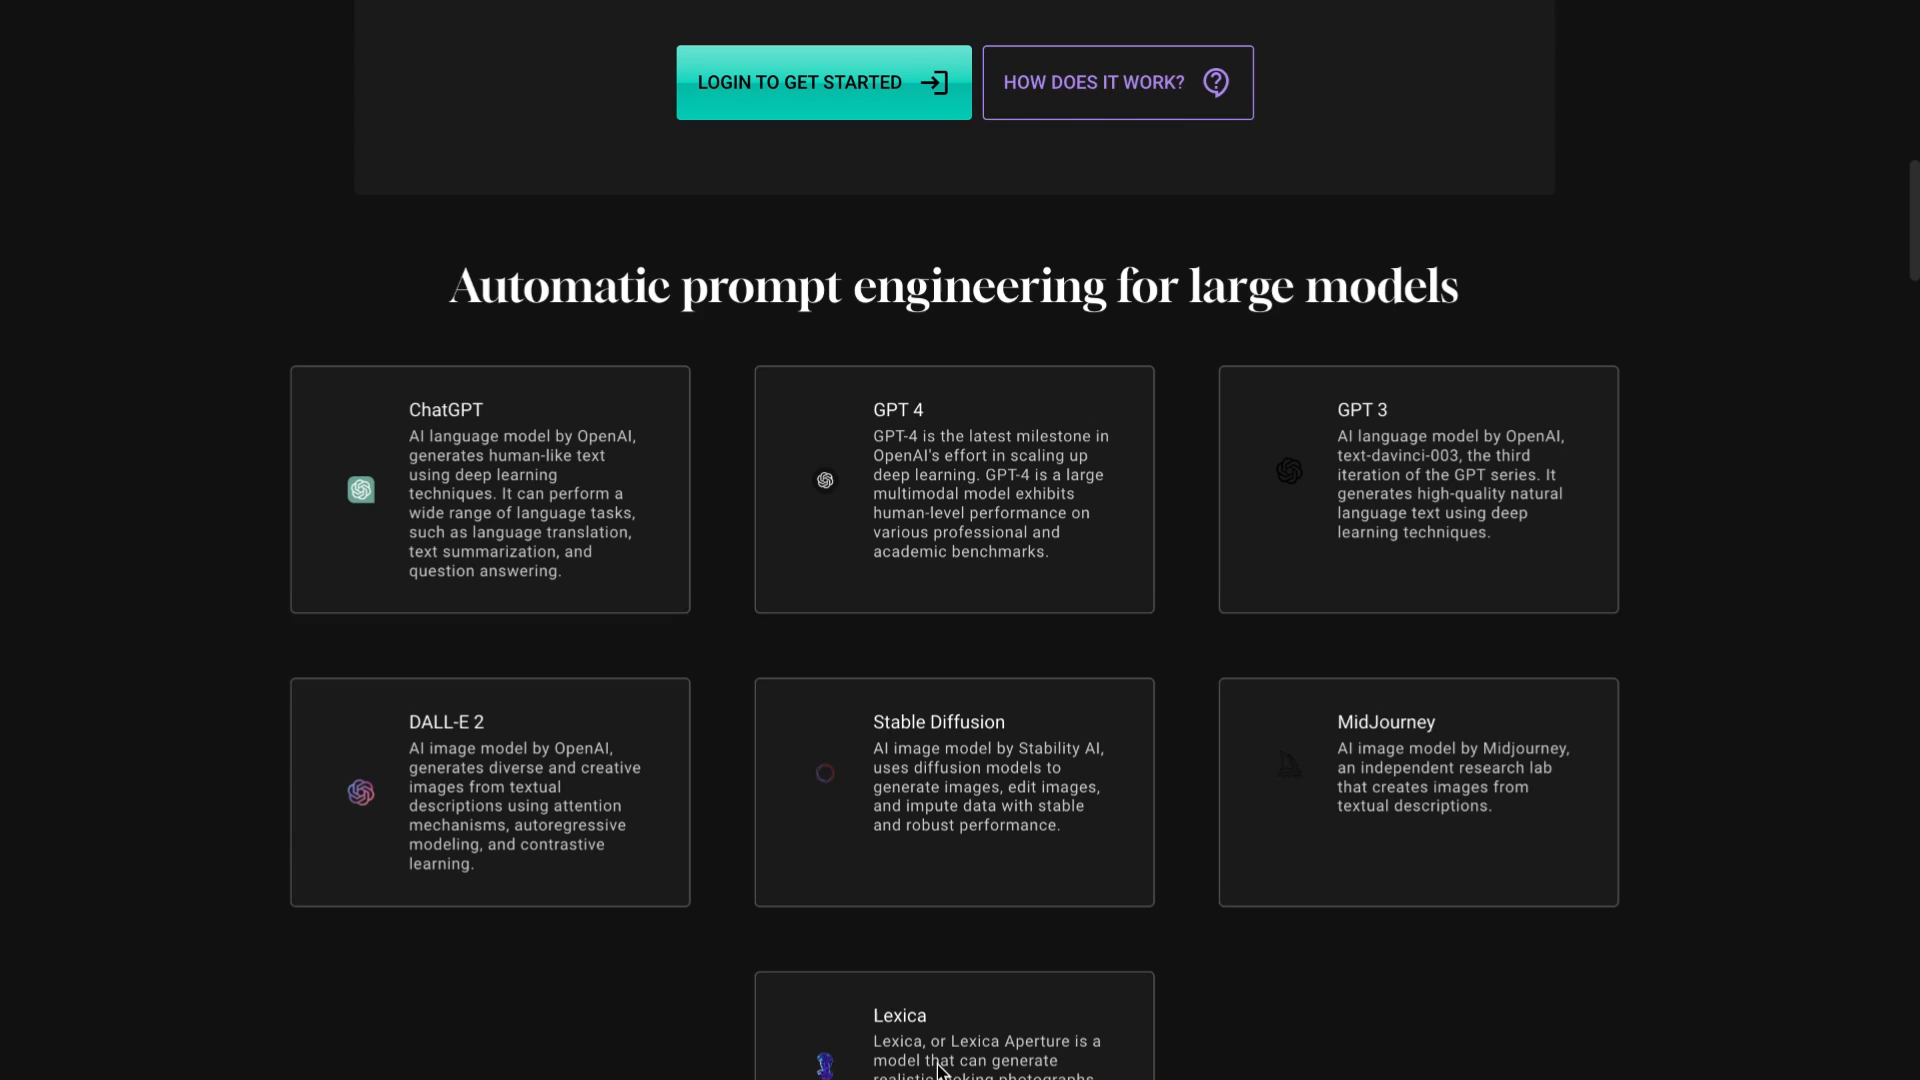 LOGIN TO GET STARTED
HOW DOES IT WORK?
Automatic prompt engineering for large models
ChatGPT
AI language model by OpenAI,
generates human-like text
using deep learning
techniques. It can perform a
wide range of language tasks,
such as language translation,
text summarization, and
question answering.
GPT 4
GPT-4 is the latest milestone in
OpenAI's effort in scaling up
deep learning. GPT-4 is a large
multimodal model exhibits
human-level performance on
various professional and
academic benchmarks.
GPT 3
AI language model by OpenAI,
text-davinci-003, the third
iteration of the GPT series. It
generates high-quality natural
language text using deep
learning techniques.
DALL-E 2
AI image model by OpenAI,
generates diverse and creative
images from textual
descriptions using attention
mechanisms, autoregressive
modeling, and contrastive
learning.
Stable Diffusion
AI image model by Stability AI,
uses diffusion models to
generate images, edit images,
and impute data with stable
and robust performance.
MidJourney
AI image model by Midjourney,
an independent research lab
that creates images from
textual descriptions.
Lexica
Lexica, or Lexica Aperture is a
model that can generate
photographs